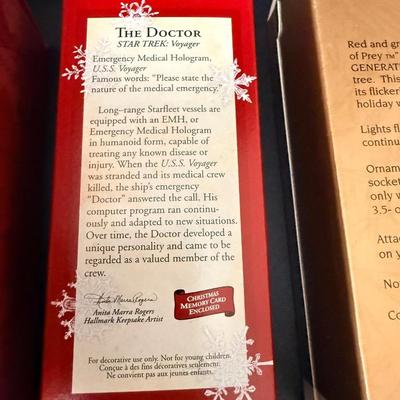 THE DOCTOR
STAR TREK: Voyager
Emergency Medical Hologram,
U.S.S. Voyager
Famous words: "Please state the
nature of the medical emergency."
Long–range Starfleet vessels are
equipped with an EMH, or
Emergency Medical Hologram
in humanoid form, capable of
treating any known disease or
injury. When the U.S.S. Voyager
was stranded and its medical crew
killed, the ship's emergency
"Doctor" answered the call. His
computer program ran continu-
ously and adapted to new situations.
Over time, the Doctor developed a
unique personality and came to be
regarded as a valued member of the
crew.
Anita Marra Rogers
Anita Marra Rogers
Hallmark Keepsake Artist
CHRISTMAS
MEMORY CARD
ENCLOSED
For decorative use only. Not for young children.
Conçue à des fins décoratives seulement.
Ne convient pas aux jeunes enfants.
Red and gr
of Prey™
GENERAT
tree. This
its flicker
holiday
Lights f
continu
Ornam
socket
only
3.5- o
Attac
on y
No
Co